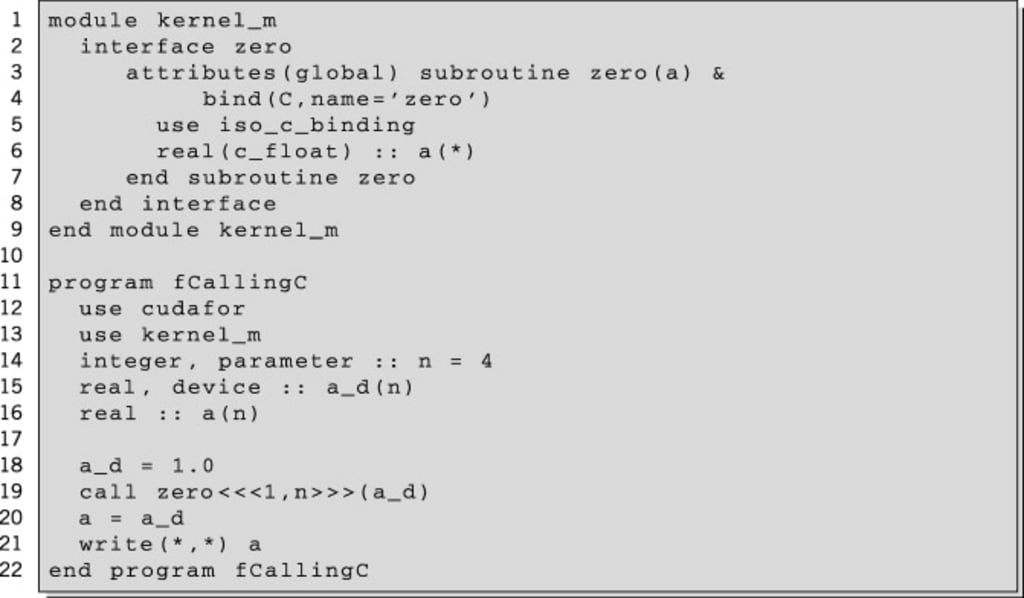 1 module kernel_m
2   interface zero
3      attributes(global) subroutine zero(a) &
4           bind(C,name='zero')
5        use iso_c_binding
6        real(c_float) :: a(*)
7      end subroutine zero
8   end interface
9 end module kernel_m
10
11 program fCallingC
12   use cudafor
13   use kernel_m
14   integer, parameter :: n = 4
15   real, device :: a_d(n)
16   real :: a(n)
17
18   a_d = 1.0
19   call zero<<<1,n>>>(a_d)
20   a = a_d
21   write(*,*) a
22 end program fCallingC